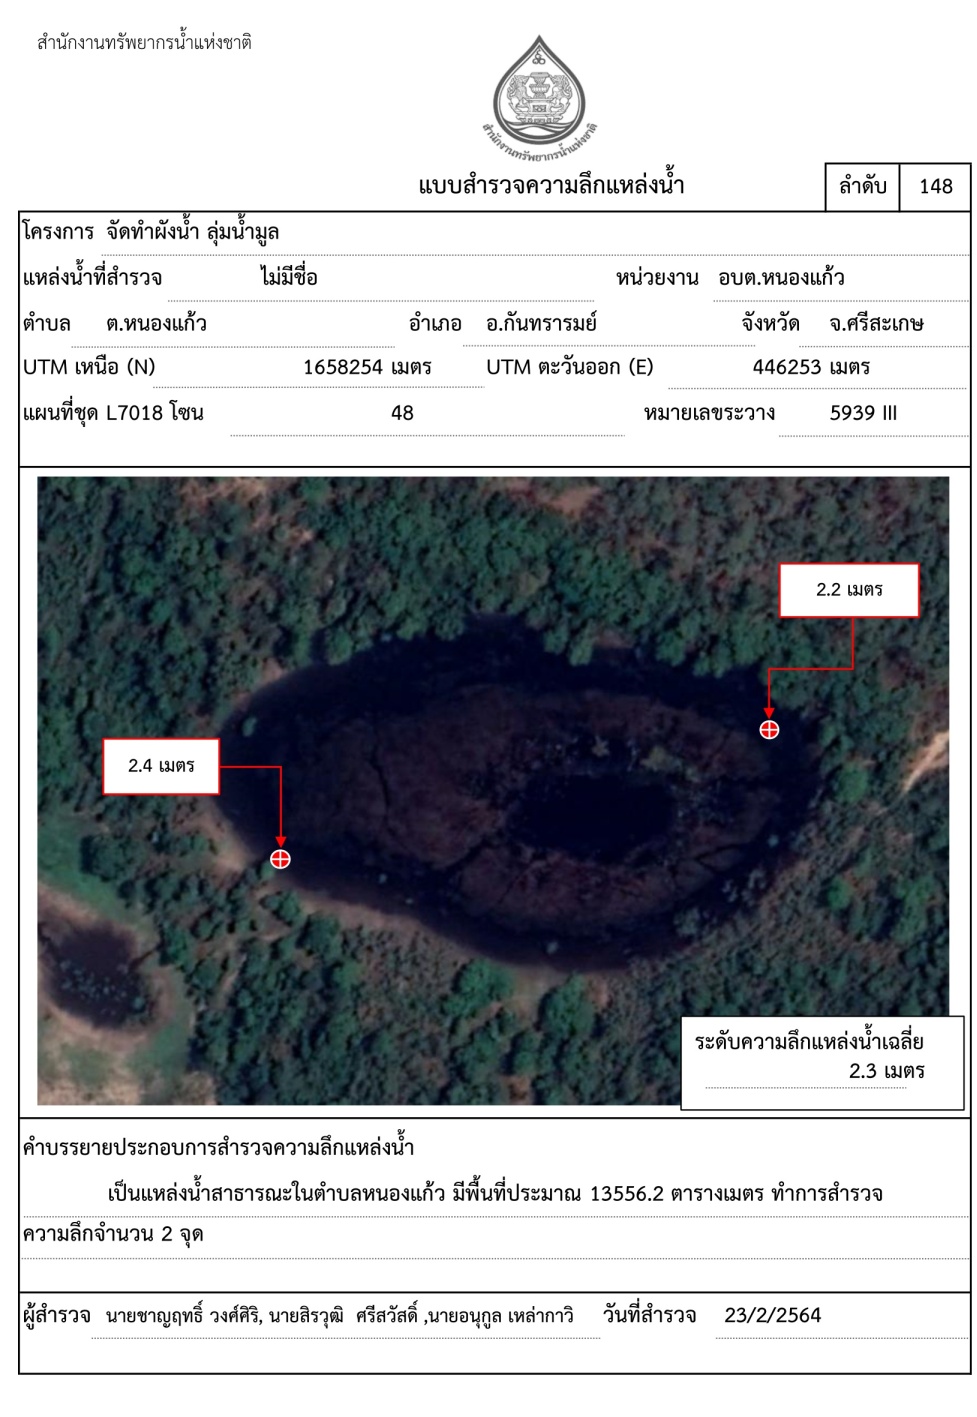 สำนักงานทรัพยากรน้ำแห่งชาติ
สำนักงานทรัพยากรน้ำแห่งชาติ
แบบสำรวจความลึกแหล่งน้ำ ลำดับ 148
โครงการ จัดทำผังน้ำ ลุ่มน้ำมูล
แหล่งน้ำที่สำรวจ ไม่มีชื่อ หน่วยงาน อบต.หนองแก้ว
ตำบล ต.หนองแก้ว อำเภอ อ.กันทรารมย์ จังหวัด จ.ศรีสะเกษ
UTM เหนือ (N) 1658254 เมตร UTM ตะวันออก (E) 446253 เมตร
แผนที่ชุด L7018 โซน 48 หมายเลขระวาง 5939 III
2.2 เมตร
2.4 เมตร
ระดับความลึกแหล่งน้ำเฉลี่ย
2.3 เมตร
คำบรรยายประกอบการสำรวจความลึกแหล่งน้ำ
เป็นแหล่งน้ำสาธารณะในตำบลหนองแก้ว มีพื้นที่ประมาณ 13556.2 ตารางเมตร ทำการสำรวจ
ความลึกจำนวน 2 จุด
ผู้สำรวจ นายชาญฤทธิ์ วงศ์ศิริ, นายสิรวุฒิ ศรีสวัสดิ์ ,นายอนุกูล เหล่ากาวิ วันที่สำรวจ 23/2/2564